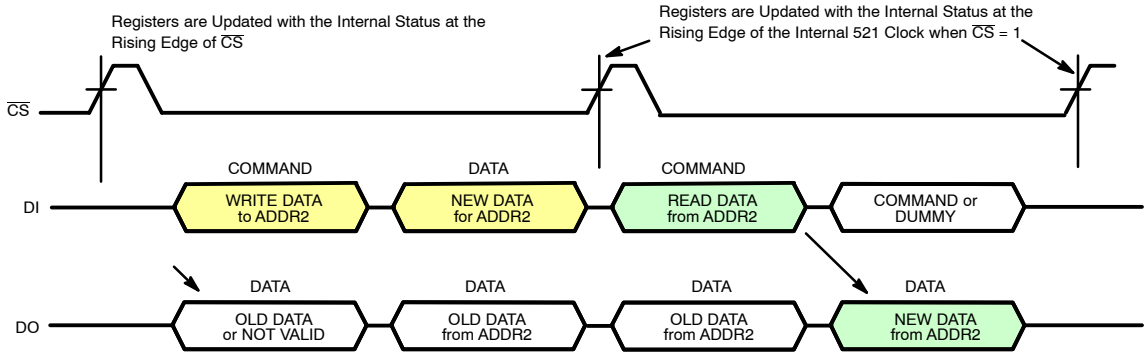 Registers are Updated with the Internal Status at the
Rising Edge of CS
Registers are Updated with the Internal Status at the
Rising Edge of the Internal 521 Clock when CS = 1
CS
COMMAND
DATA
COMMAND
DI
WRITE DATA
to ADDR2
NEW DATA
for ADDR2
READ DATA
from ADDR2
COMMAND or
DUMMY
DATA
DATA
DATA
DATA
DO
OLD DATA
or NOT VALID
OLD DATA
from ADDR2
OLD DATA
from ADDR2
NEW DATA
from ADDR2